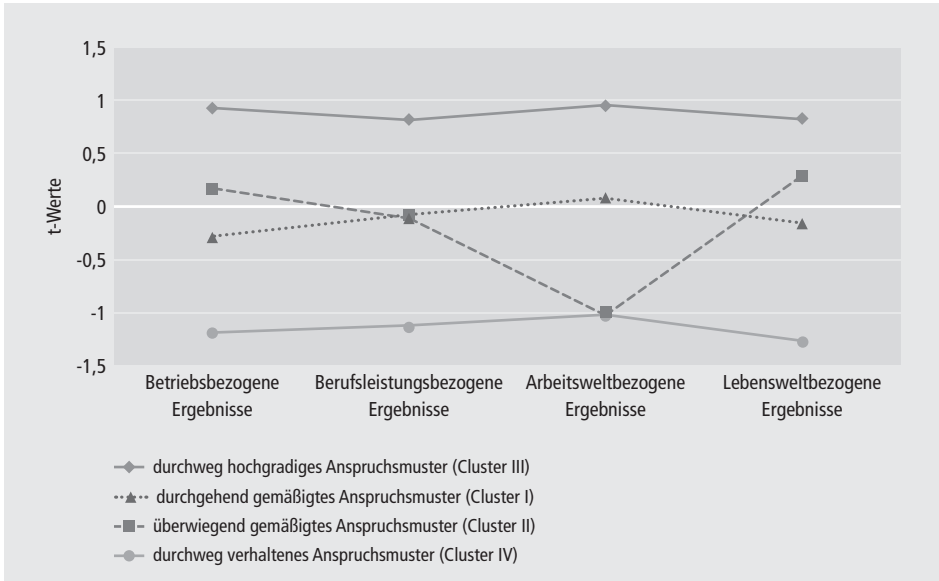 1,5
1
0,5
0
-0,5
-1
-1,5
t-Werte
Betriebsbezogene
Ergebnisse
Berufsleistungsbezogene
Ergebnisse
Arbeitsweltbezogene
Ergebnisse
Lebensweltbezogene
Ergebnisse
durchweg hochgradiges Anspruchsmuster (Cluster III)
durchgehend gemäßigtes Anspruchsmuster (Cluster I)
überwiegend gemäßigtes Anspruchsmuster (Cluster II)
durchweg verhaltenes Anspruchsmuster (Cluster IV)